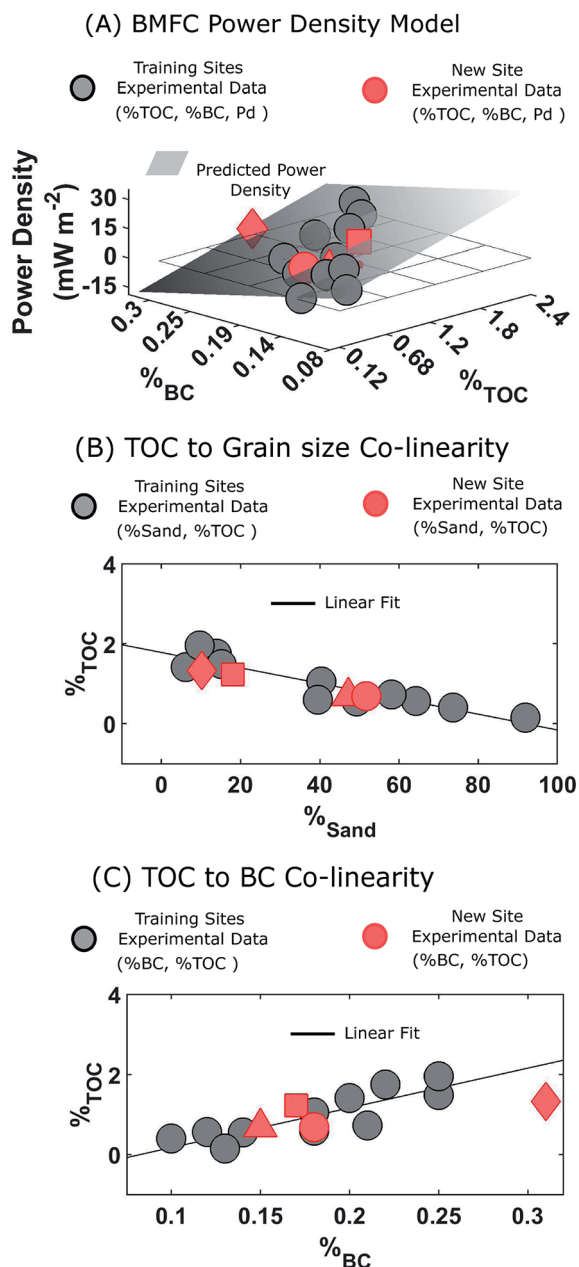 (A) BMFC Power Density Model
Training Sites
Experimental Data
(%TOC, %BC, Pd )
New Site
Experimental Data
(%TOC, %BC, Pd )
Predicted Power
Density
Power Density
(mW m-2)
30
15
0
-15
0.3
0.25
0.19
0.14
0.08
%BC
0.12
0.68
1.2
1.8
2.4
%TOC
(B) TOC to Grain size Co-linearity
Training Sites
Experimental Data
(%Sand, %TOC )
New Site
Experimental Data
(%Sand, %TOC)
Linear Fit
%TOC
4
2
0
0 20 40 60 80 100
%Sand
(C) TOC to BC Co-linearity
Training Sites
Experimental Data
(%BC, %TOC )
New Site
Experimental Data
(%BC, %TOC)
Linear Fit
%TOC
4
2
0
0.1 0.15 0.2 0.25 0.3
%BC